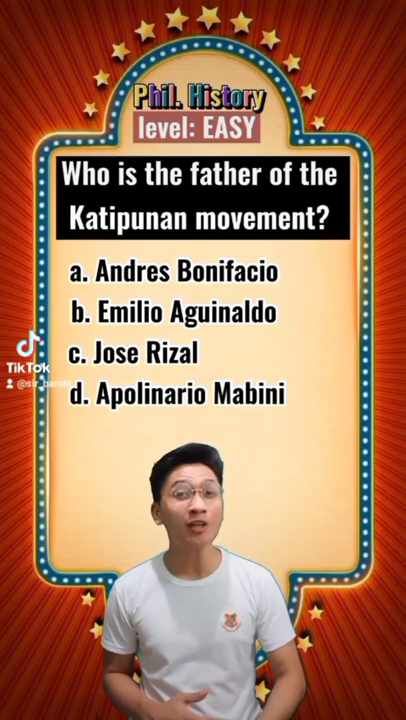 Phil. History
level: EASY
Who is the father of the
Katipunan movement?
a. Andres Bonifacio
b. Emilio Aguinaldo
c. Jose Rizal
d. Apolinario Mabini
TikTok